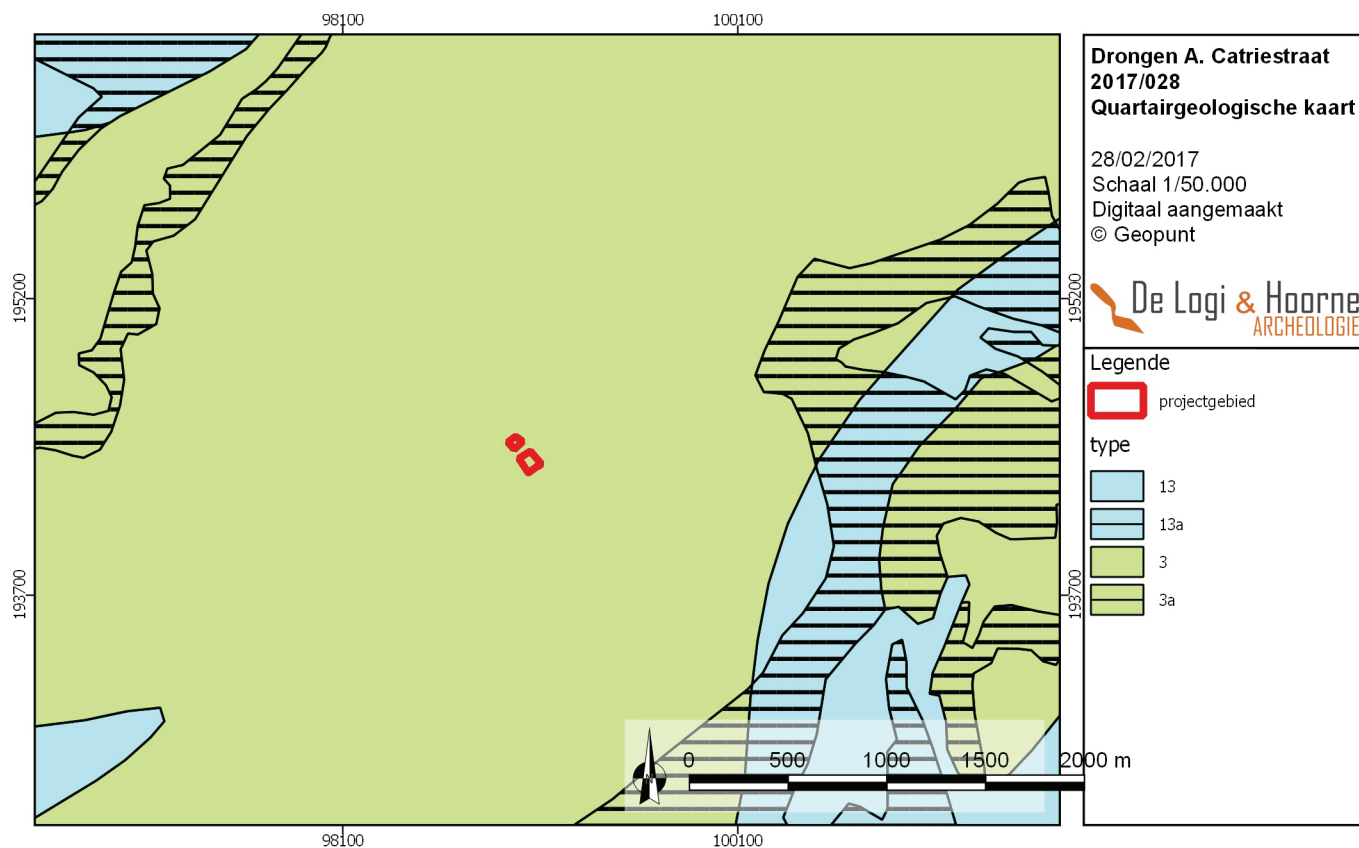 98100 100100
Drongen A. Catriestraat
2017/028
Quartairgeologische kaart
28/02/2017
Schaal 1/50.000
Digitaal aangemaakt
© Geopunt
De Logi & Hoorne
ARCHEOLOGIE
Legende
projectgebied
type
13
13a
3
3a
195200 195200
193700 193700
N
0 500 1000 1500 2000 m
98100 100100